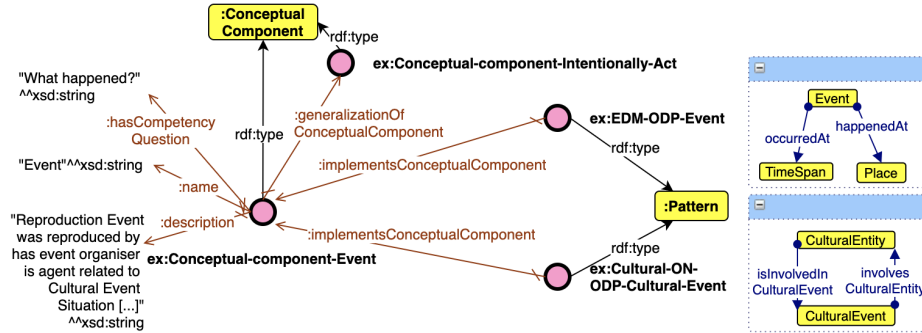 :Conceptual
Component
rdf:type
ex:Conceptual-component-Intentionally-Act
"What happened?"
^^xsd:string
:hasCompetency
Question
rdf:type
:generalizationOf
ConceptualComponent
ex:EDM-ODP-Event
rdf:type
"Event"^^xsd:string
:name
:implementsConceptualComponent
:Pattern
"Reproduction Event
was reproduced by
has event organiser
is agent related to
Cultural Event
Situation [...]"
^^xsd:string
:description
ex:Conceptual-component-Event
:implementsConceptualComponent
rdf:type
ex:Cultural-ON-
ODP-Cultural-Event
Event
occurredAt
happenedAt
TimeSpan
Place
CulturalEntity
isInvolvedIn
CulturalEvent
involves
CulturalEntity
CulturalEvent